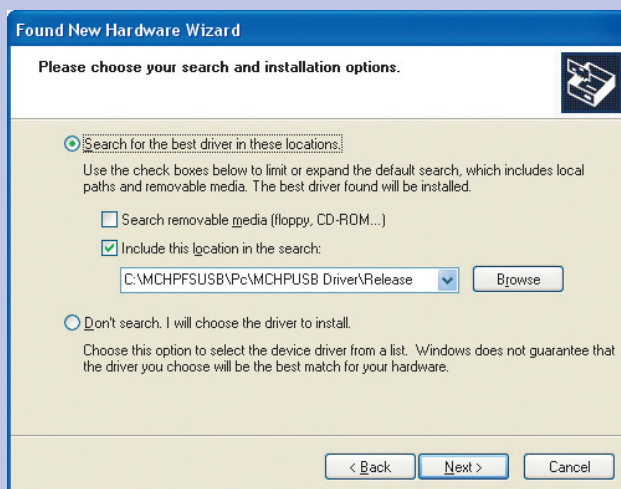 Found New Hardware Wizard
Please choose your search and installation options.
Search for the best driver in these locations.
Use the check boxes below to limit or expand the default search, which includes local
paths and removable media. The best driver found will be installed.
Search removable media (floppy, CD-ROM...)
Include this location in the search:
C:\MCHPFSUSB\Pc\MCHPUSB Driver\Release
Browse
Don't search. I will choose the driver to install.
Choose this option to select the device driver from a list. Windows does not guarantee that
the driver you choose will be the best match for your hardware.
< Back Next > Cancel